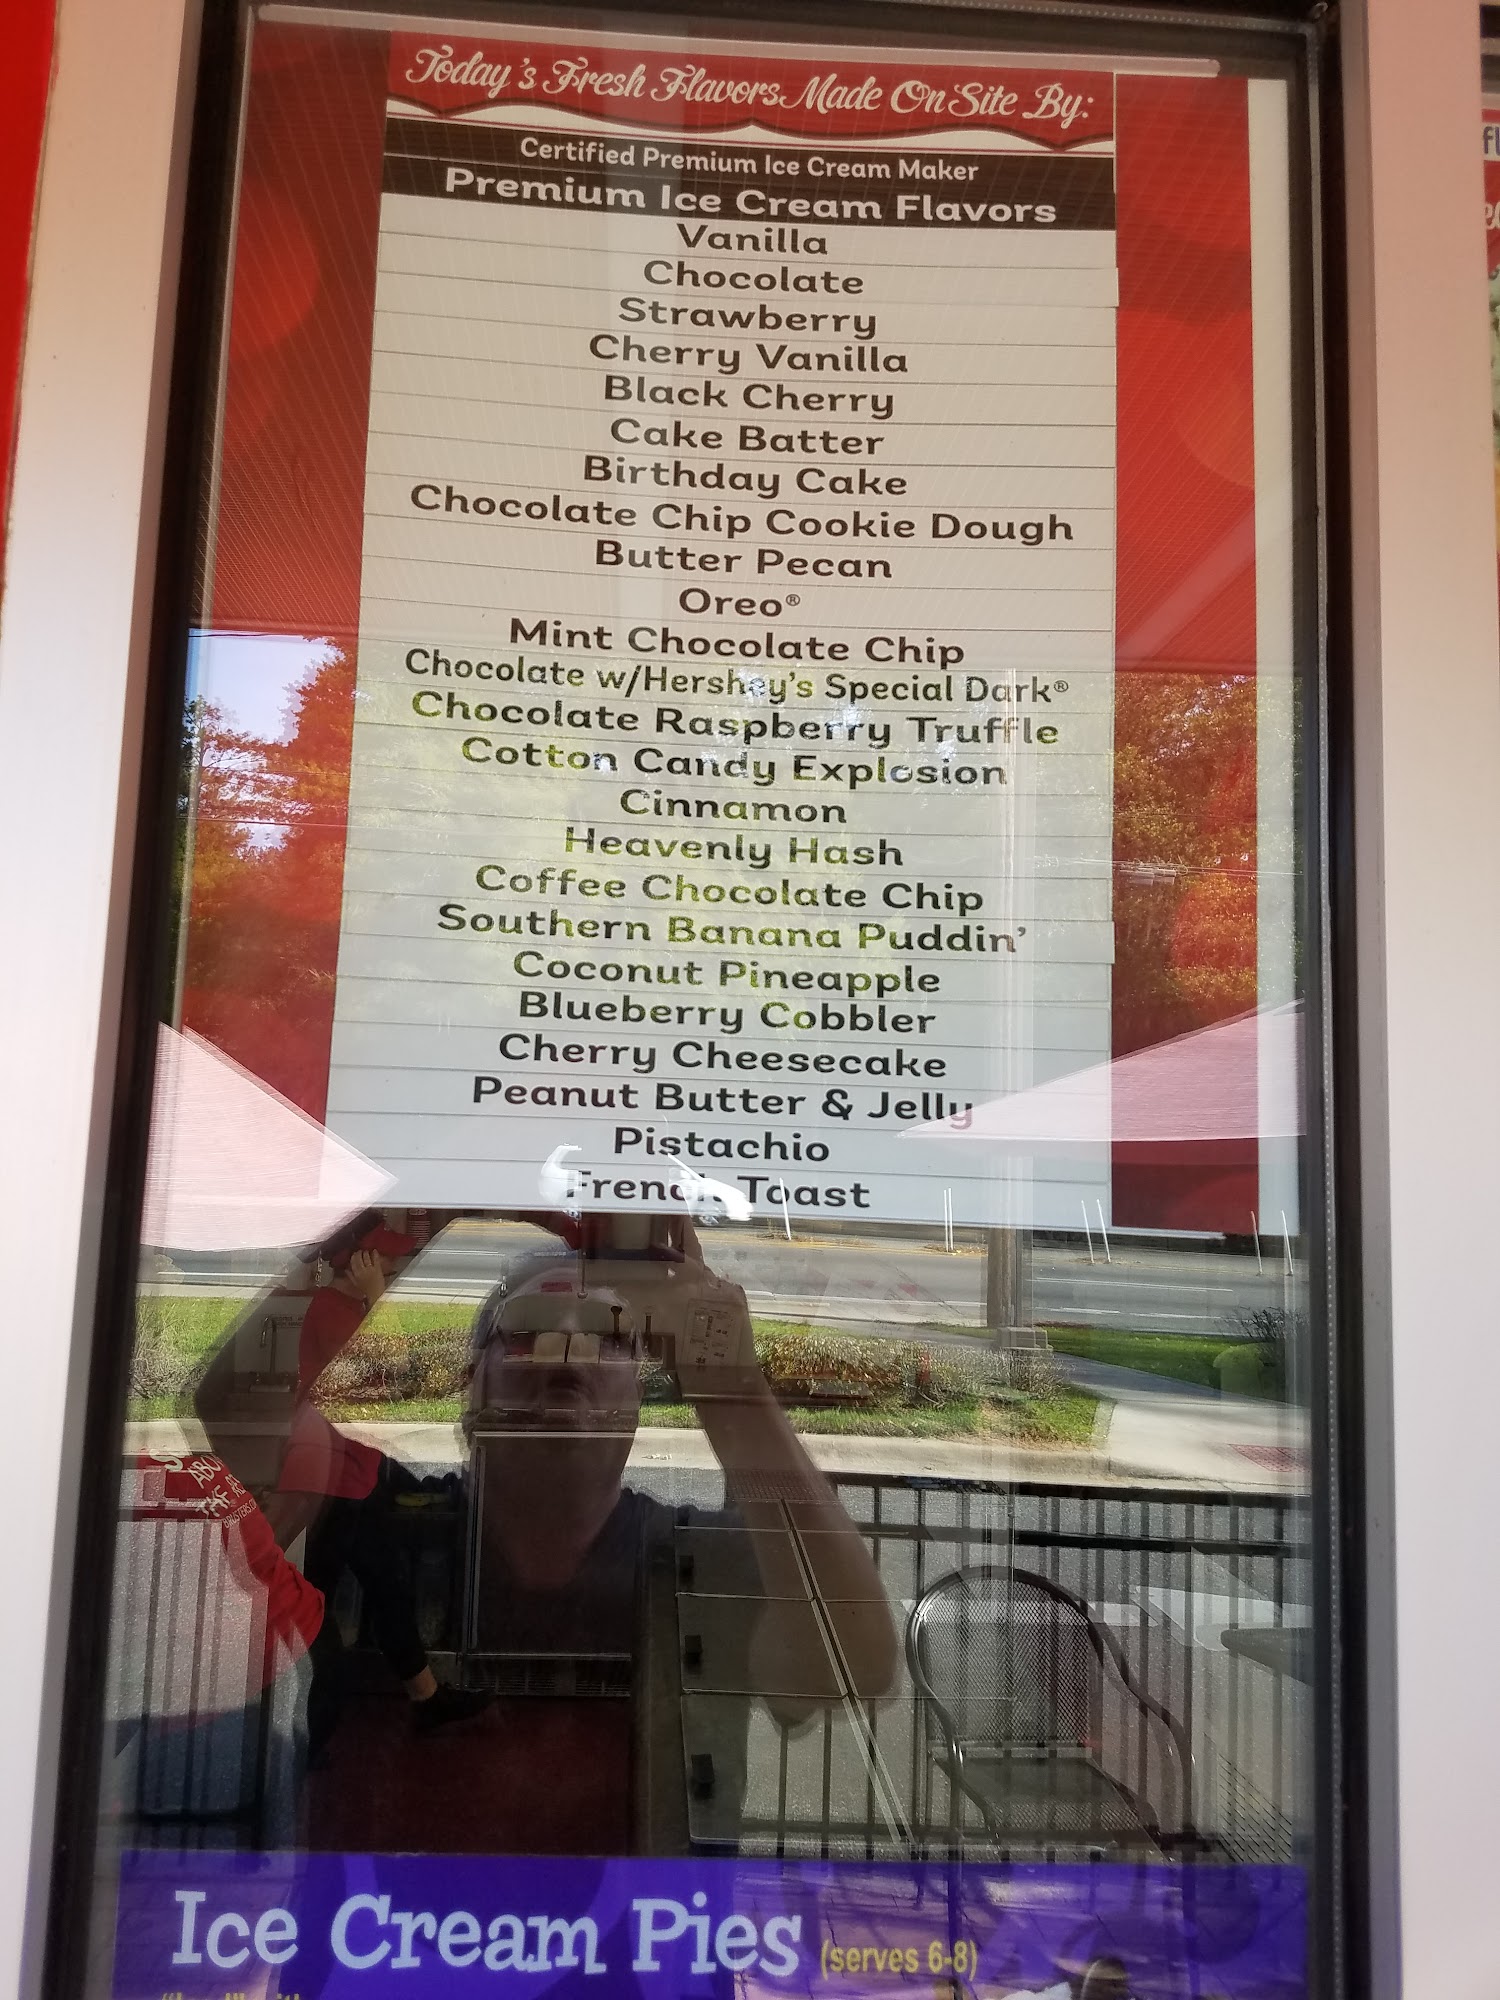 Today's Fresh Flavors Made On Site By:
Certified Premium Ice Cream Maker
Premium Ice Cream Flavors
Vanilla
Chocolate
Strawberry
Cherry Vanilla
Black Cherry
Cake Batter
Birthday Cake
Chocolate Chip Cookie Dough
Butter Pecan
Oreo®
Mint Chocolate Chip
Chocolate w/Hershey's Special Dark®
Chocolate Raspberry Truffle
Cotton Candy Explosion
Cinnamon
Heavenly Hash
Coffee Chocolate Chip
Southern Banana Puddin'
Coconut Pineapple
Blueberry Cobbler
Cherry Cheesecake
Peanut Butter & Jelly
Pistachio
French Toast
Ice Cream Pies (serves 6-8)